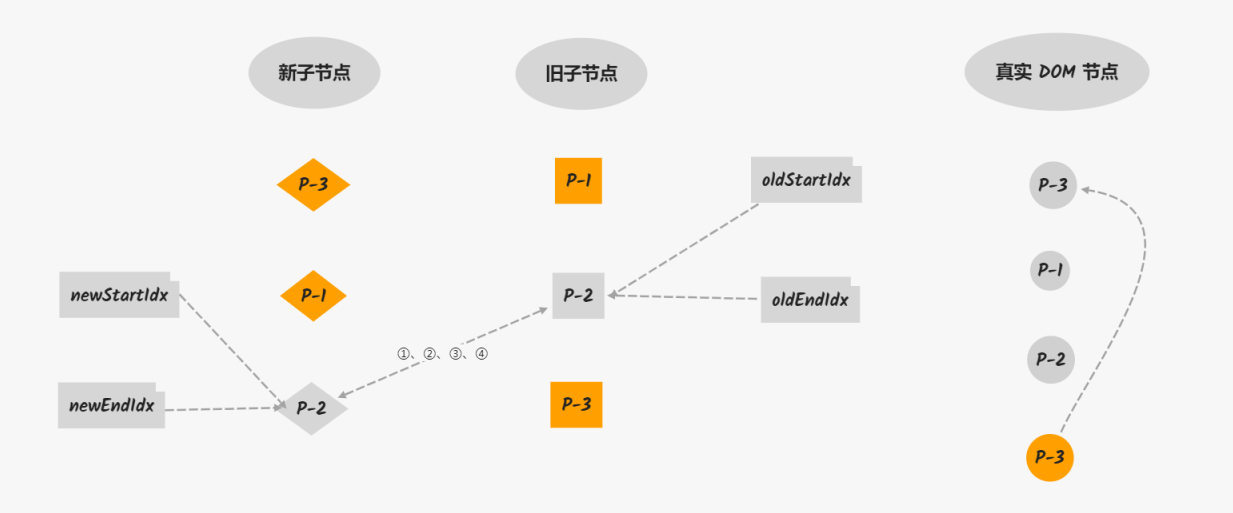 新子节点
旧子节点
真实 DOM 节点
P-3
P-1
oldStartIdx
P-3
newStartIdx
P-1
P-2
oldEndIdx
P-1
①、②、③、④
P-2
newEndIdx
P-2
P-3
P-3